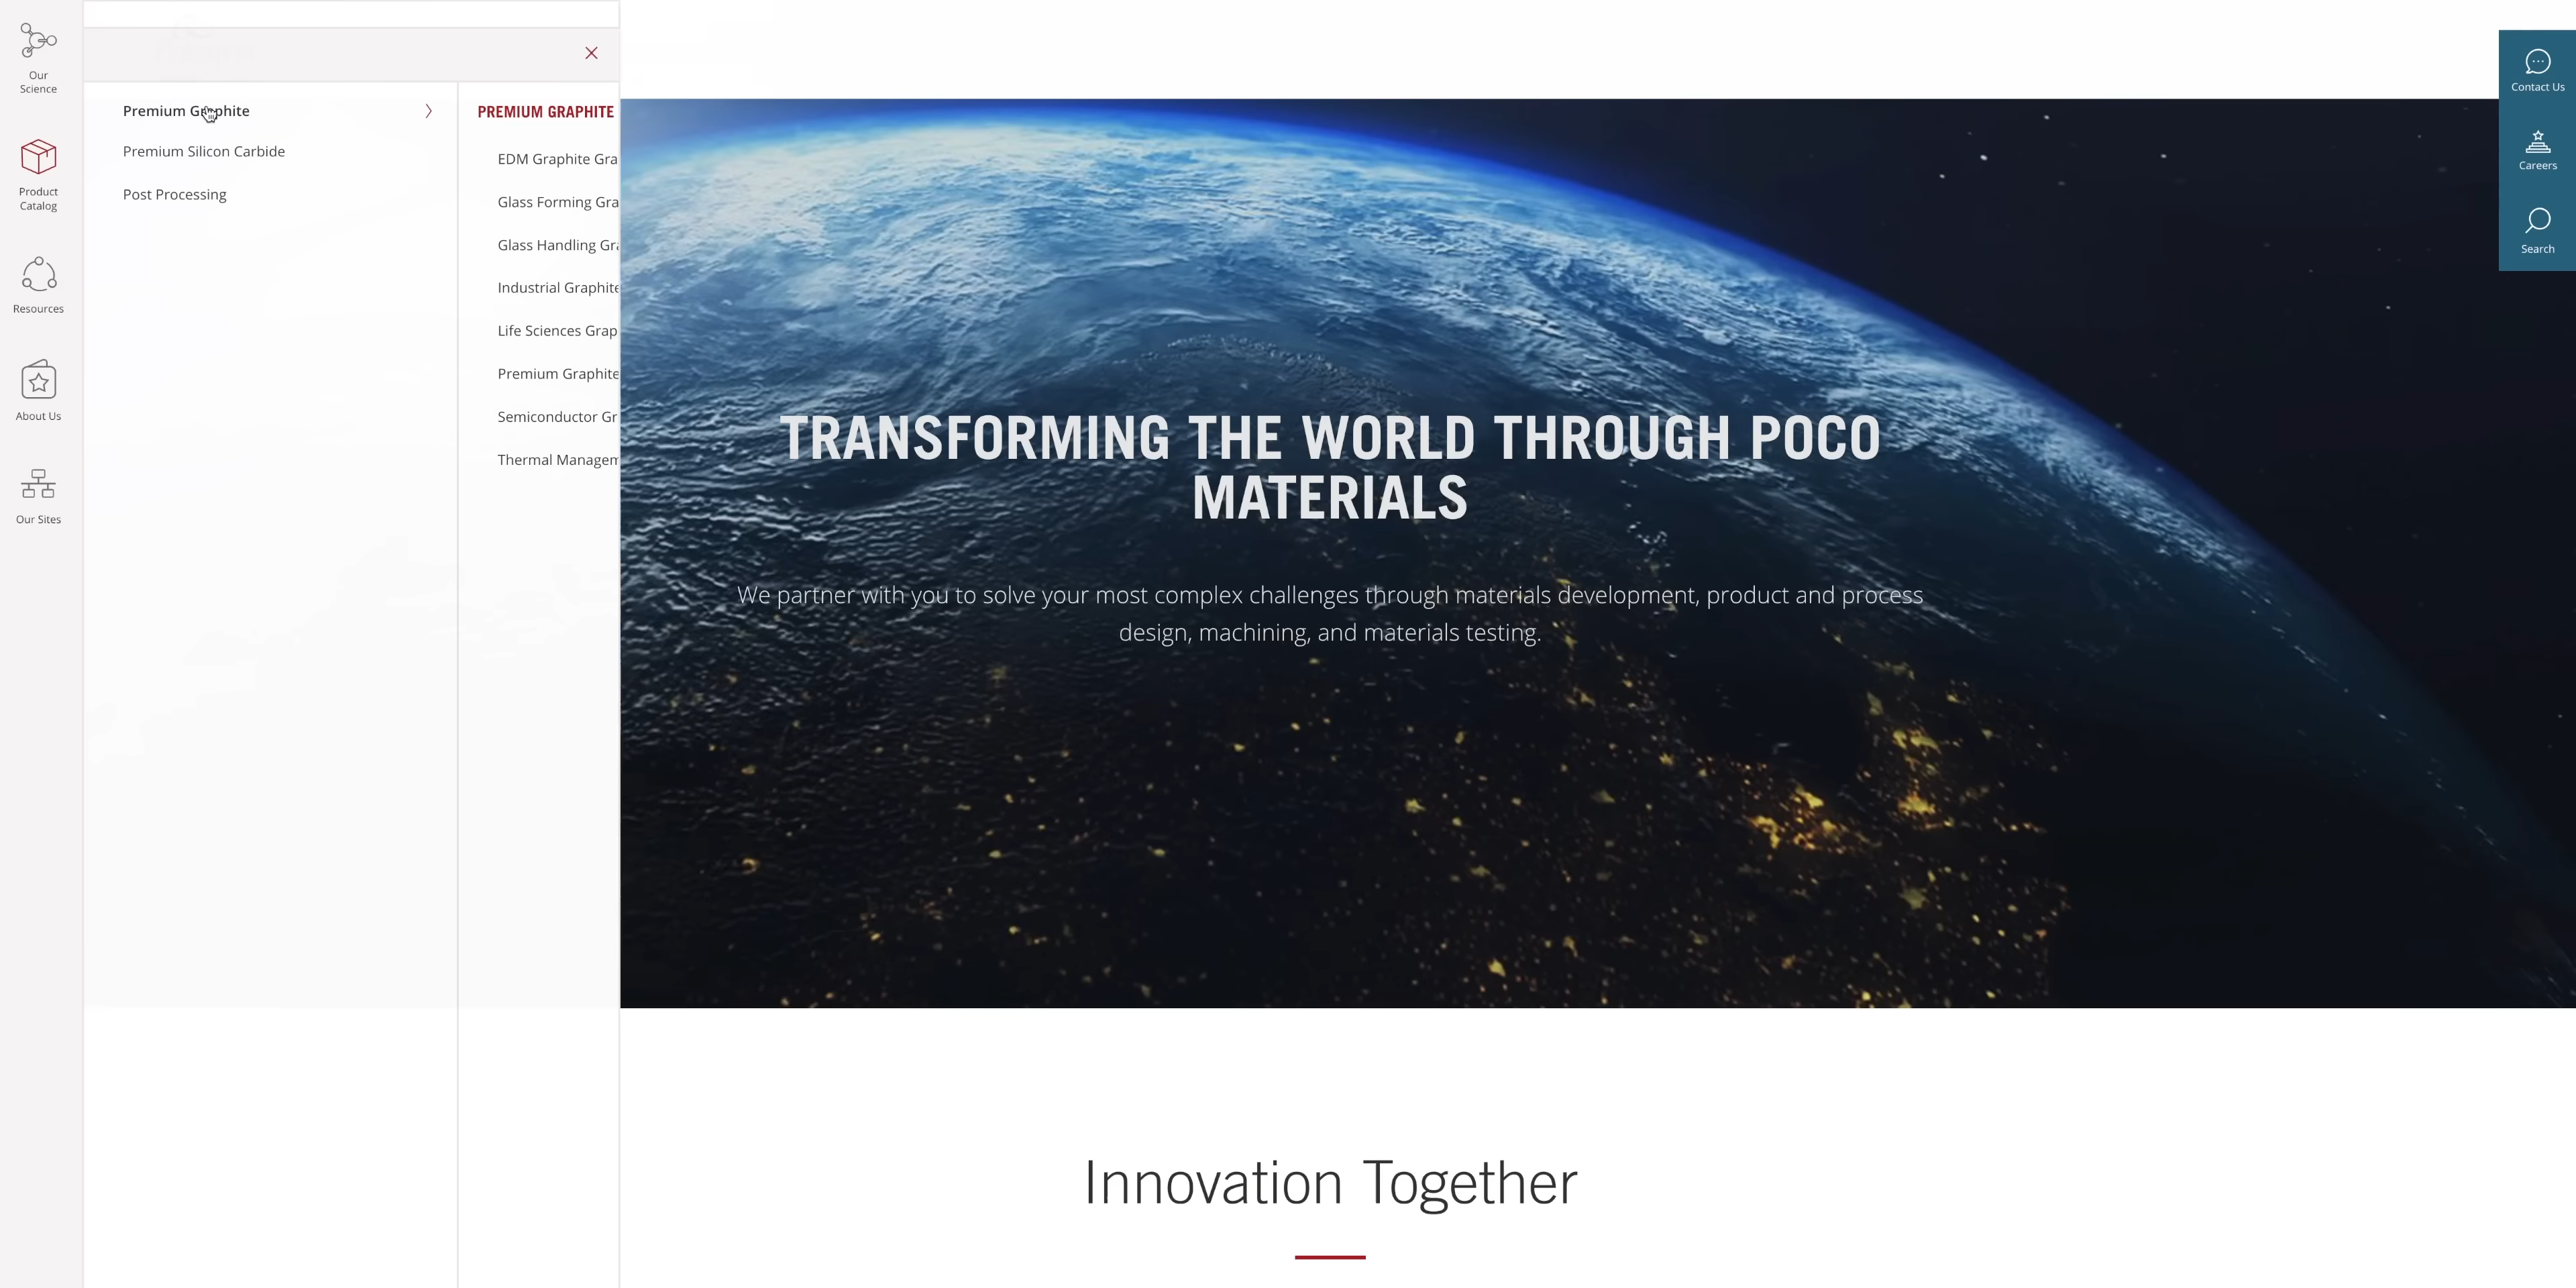 Our
Science
Product
Catalog
Resources
About Us
Our Sites
Premium Graphite
Premium Silicon Carbide
Post Processing
PREMIUM GRAPHITE
EDM Graphite Gra
Glass Forming Gra
Glass Handling Gra
Industrial Graphite
Life Sciences Grap
Premium Graphite
Semiconductor Gr
Thermal Managem
TRANSFORMING THE WORLD THROUGH POCO
MATERIALS
We partner with you to solve your most complex challenges through materials development, product and process
design, machining, and materials testing.
Innovation Together
Contact Us
Careers
Search